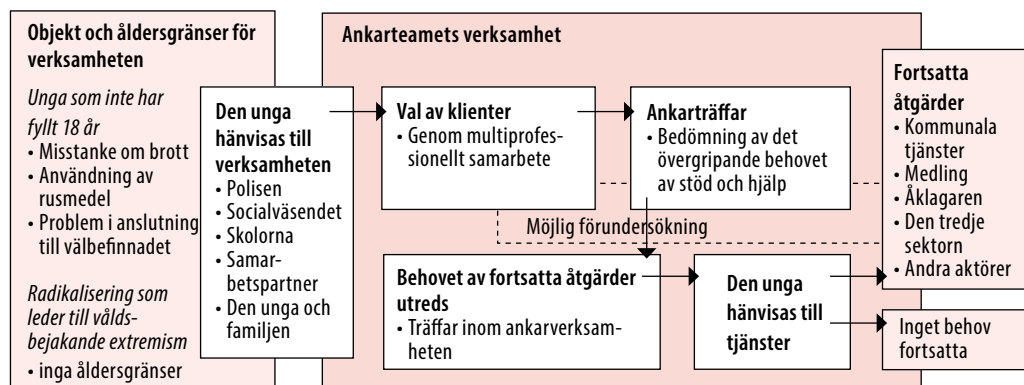 Objekt och åldersgränser för
verksamheten
Unga som inte har
fyllt 18 år
• Misstanke om brott
• Användning av
rusmedel
• Problem i anslutning
till välbefinnadet
Radikalisering som
leder till vålds-
bejakande extremism
• inga åldersgränser
Den unga
hänvisas till
verksamheten
• Polisen
• Socialväsendet
• Skolorna
• Samar-
betspartner
• Den unga och
familjen
Ankarteamets verksamhet
Val av klienter
• Genom multiprofes-
sionellt samarbete
Ankarträffar
• Bedömning av det
övergripande behovet
av stöd och hjälp
Möjlig förundersökning
Behovet av fortsatta åtgärder
utreds
• Träffar inom ankarverksam-
heten
Den unga
hänvisas till
tjänster
Fortsatta
åtgärder
• Kommunala
tjänster
• Medling
• Åklagaren
• Den tredje
sektorn
• Andra aktörer
Inget behov
fortsatta